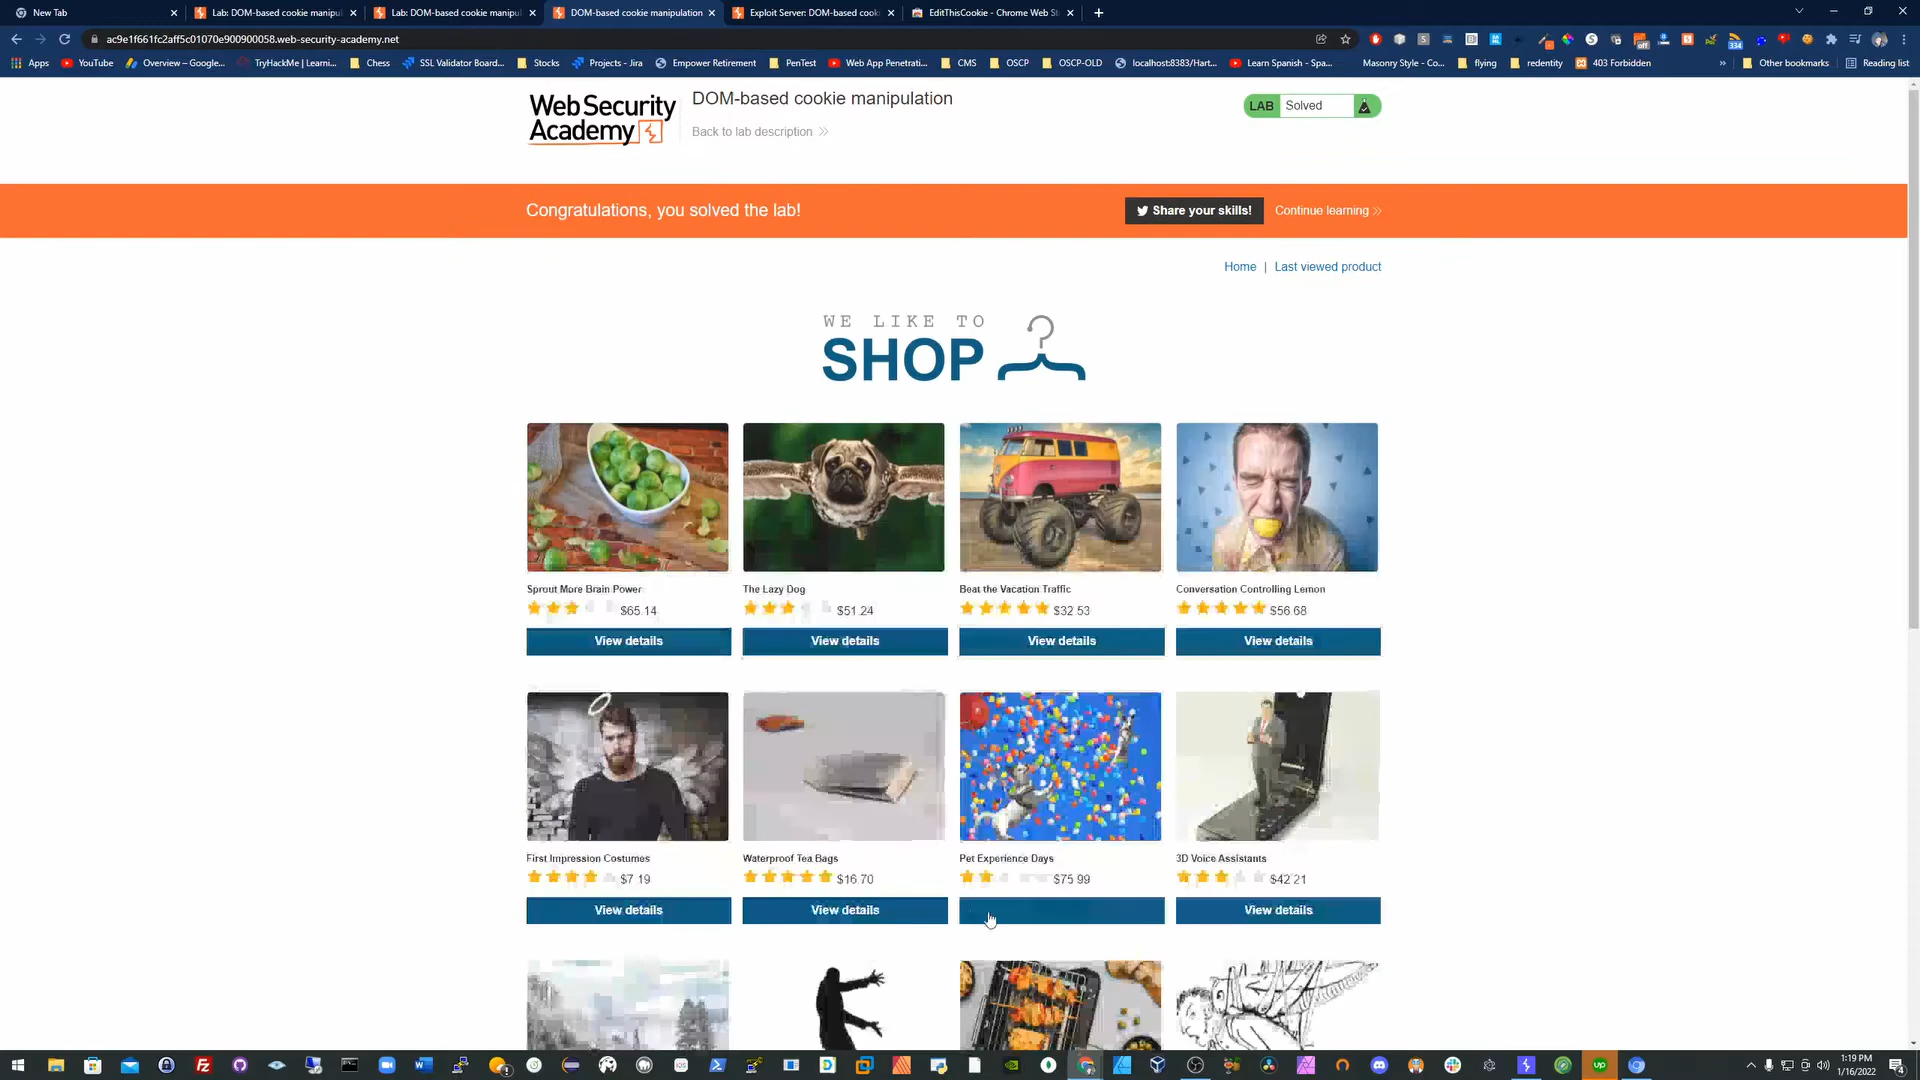 New Tab
Lab: DOM-based cookie manipul
Lab: DOM-based cookie manipul
DOM-based cookie manipulation
Exploit Server: DOM-based cook
EditThisCookie - Chrome Web St
ac9e1f661fc2aff5c01070e900900058.web-security-academy.net
Apps
YouTube
Overview – Google...
TryHackMe | Learni...
Chess
SSL Validator Board...
Stocks
Projects - Jira
Empower Retirement
PenTest
Web App Penetrati...
CMS
OSCP
OSCP-OLD
localhost:8383/Hart...
Learn Spanish - Spa...
Masonry Style - Co...
flying
redentity
403 Forbidden
Other bookmarks
Reading list
off
334
WebSecurity
Academy
DOM-based cookie manipulation
Back to lab description
LAB Solved
Congratulations, you solved the lab!
Share your skills!
Continue learning
Home | Last viewed product
WE LIKE TO
SHOP
Sprout More Brain Power
$65.14
View details
The Lazy Dog
$51.24
View details
Beat the Vacation Traffic
$32.53
View details
Conversation Controlling Lemon
$56.68
View details
First Impression Costumes
$7.19
View details
Waterproof Tea Bags
$16.70
View details
Pet Experience Days
$75.99
3D Voice Assistants
$42.21
View details
1:19 PM
1/16/2022